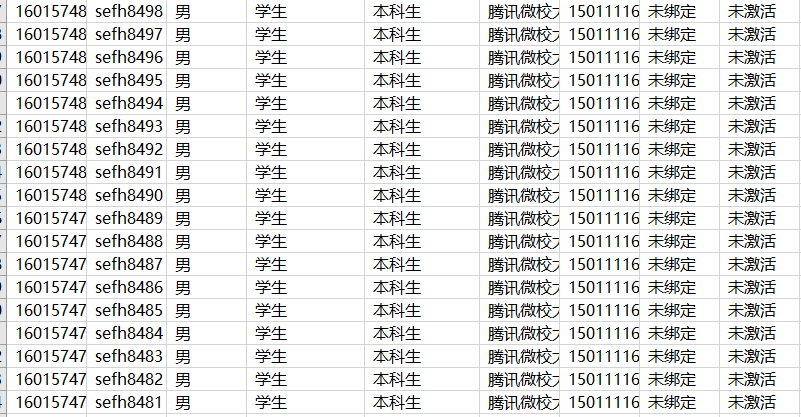 16015748 sefh8498 男 学生 本科生 腾讯微校 15011116 未绑定 未激活
16015748 sefh8497 男 学生 本科生 腾讯微校 15011116 未绑定 未激活
16015748 sefh8496 男 学生 本科生 腾讯微校 15011116 未绑定 未激活
16015748 sefh8495 男 学生 本科生 腾讯微校 15011116 未绑定 未激活
16015748 sefh8494 男 学生 本科生 腾讯微校 15011116 未绑定 未激活
16015748 sefh8493 男 学生 本科生 腾讯微校 15011116 未绑定 未激活
16015748 sefh8492 男 学生 本科生 腾讯微校 15011116 未绑定 未激活
16015748 sefh8491 男 学生 本科生 腾讯微校 15011116 未绑定 未激活
16015748 sefh8490 男 学生 本科生 腾讯微校 15011116 未绑定 未激活
16015747 sefh8489 男 学生 本科生 腾讯微校 15011116 未绑定 未激活
16015747 sefh8488 男 学生 本科生 腾讯微校 15011116 未绑定 未激活
16015747 sefh8487 男 学生 本科生 腾讯微校 15011116 未绑定 未激活
16015747 sefh8486 男 学生 本科生 腾讯微校 15011116 未绑定 未激活
16015747 sefh8485 男 学生 本科生 腾讯微校 15011116 未绑定 未激活
16015747 sefh8484 男 学生 本科生 腾讯微校 15011116 未绑定 未激活
16015747 sefh8483 男 学生 本科生 腾讯微校 15011116 未绑定 未激活
16015747 sefh8482 男 学生 本科生 腾讯微校 15011116 未绑定 未激活
16015747 sefh8481 男 学生 本科生 腾讯微校 15011116 未绑定 未激活